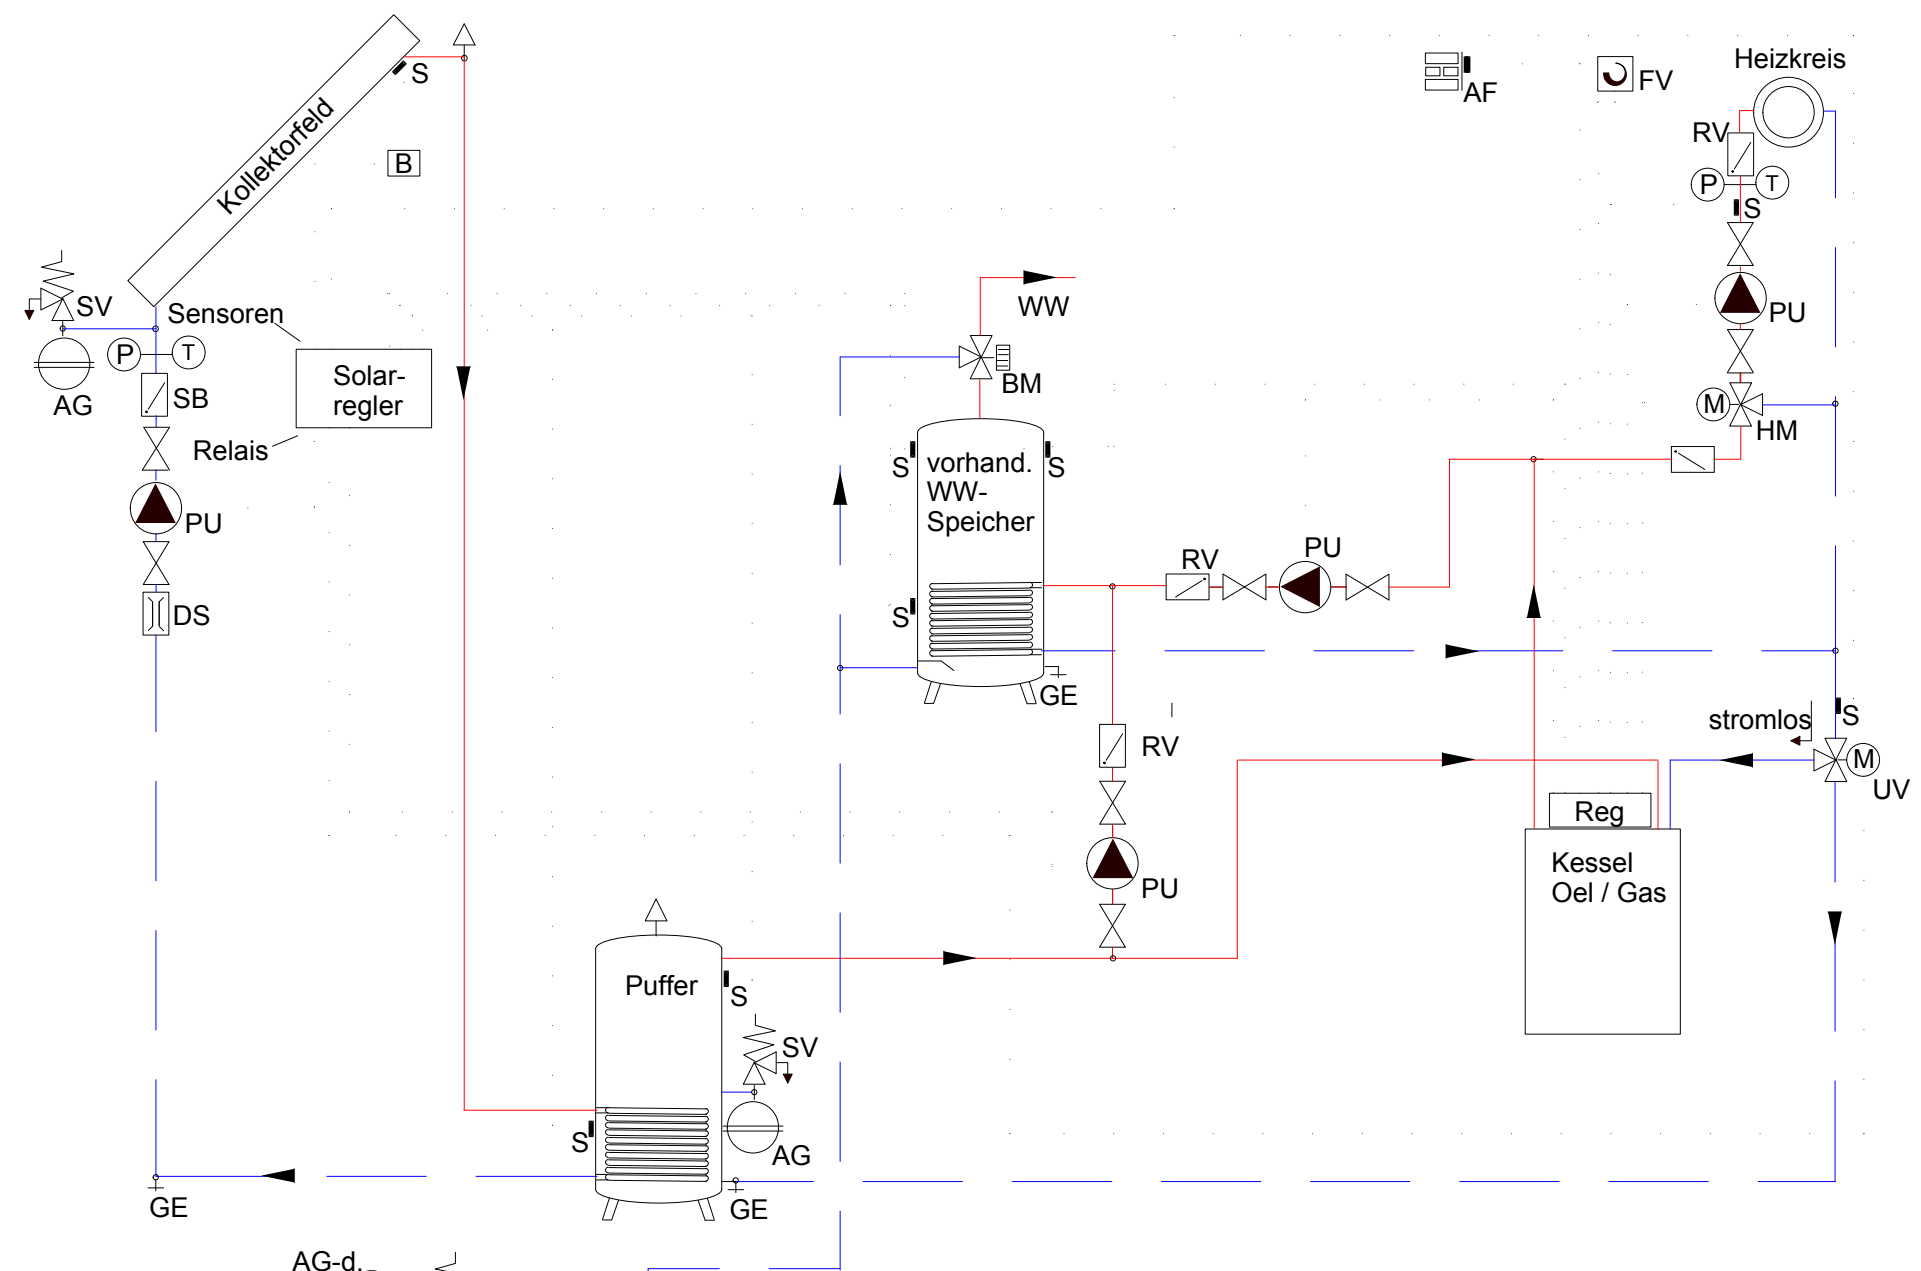 Heizkreis
S
AF
FV
Kollektorfeld
B
RV
P
T
S
SV
Sensoren
WW
PU
P
T
AG
SB
Solar-
regler
BM
M
HM
Relais
S
vorhand.
WW-
Speicher
S
PU
RV
PU
DS
S
GE
stromlos
S
RV
M
UV
Reg
Kessel
Oel / Gas
PU
Puffer
S
SV
S
AG
GE
GE
AG-d.